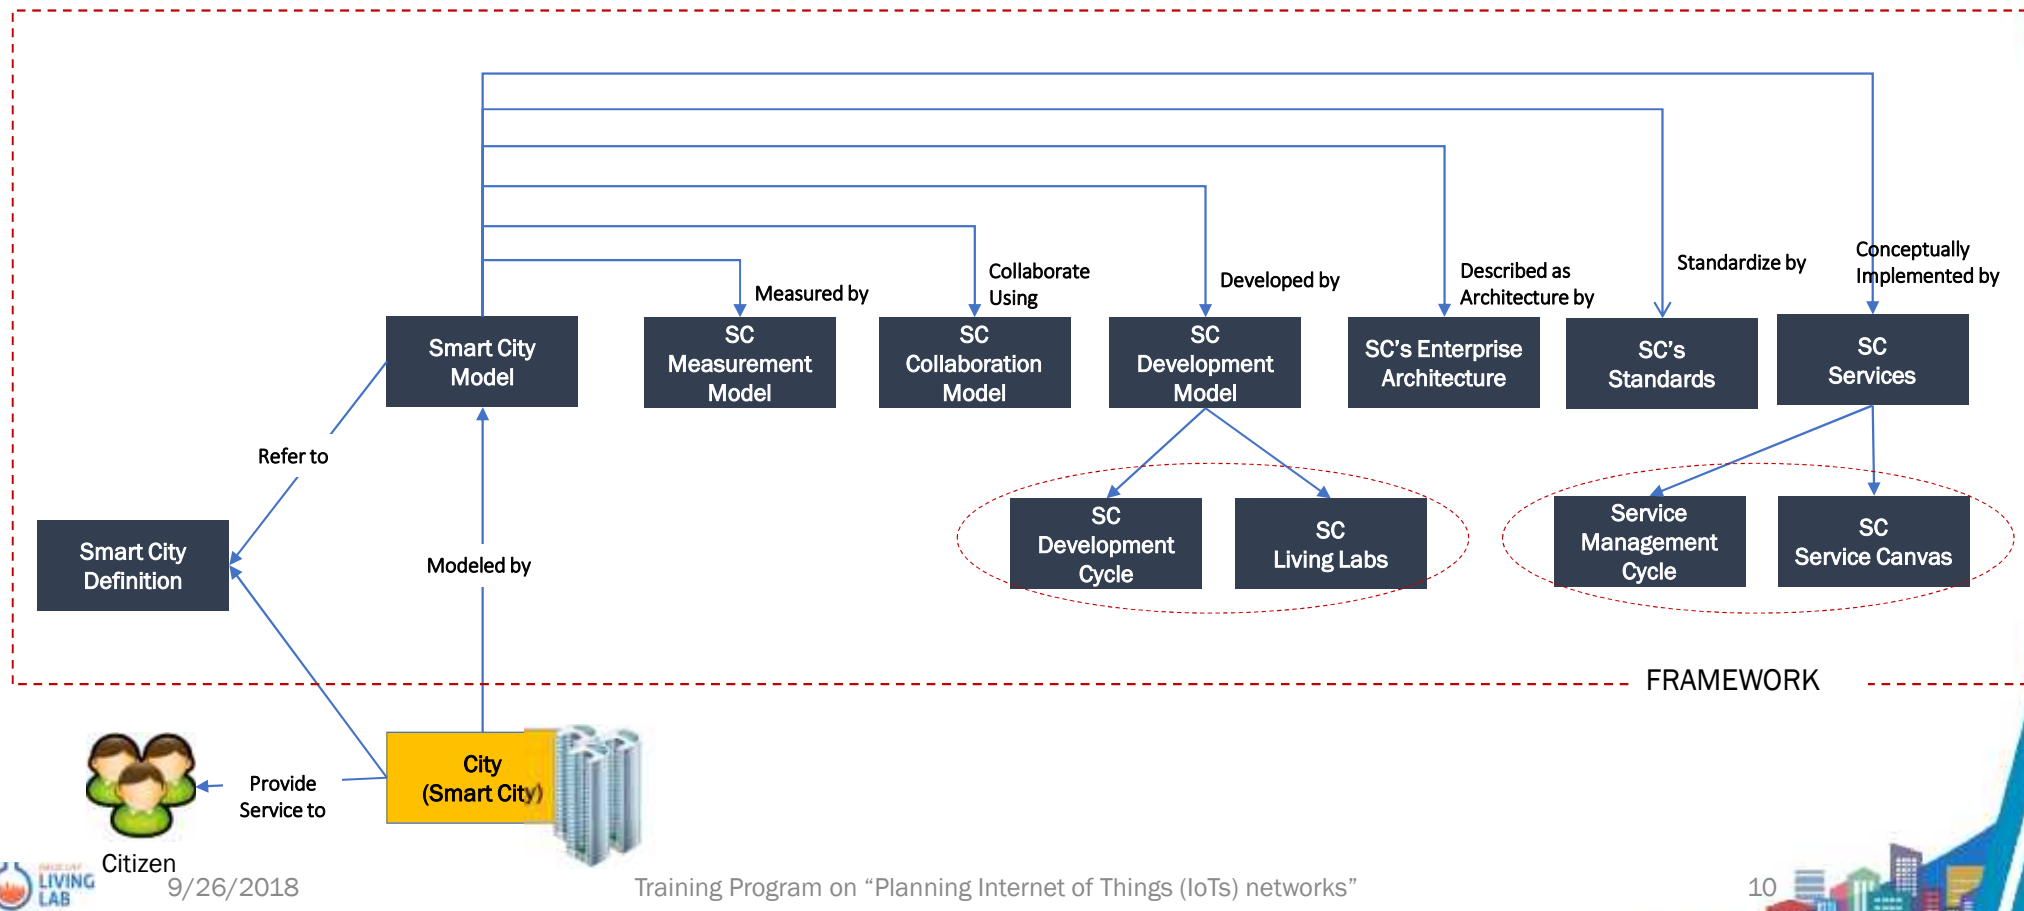 Conceptually
Implemented by
Standardize by
Collaborate
Using
Described as
Architecture by
Developed by
Measured by
Smart City
Model
SC
Measurement
Model
SC
Collaboration
Model
SC
Development
Model
SC's Enterprise
Architecture
SC's
Standards
SC
Services
Refer to
Smart City
Definition
Modeled by
SC
Development
Cycle
SC
Living Labs
Service
Management
Cycle
SC
Service Canvas
FRAMEWORK
City
(Smart City)
Provide
Service to
Citizen
LIVING
LAB
9/26/2018
Training Program on “Planning Internet of Things (IoTs) networks”
10